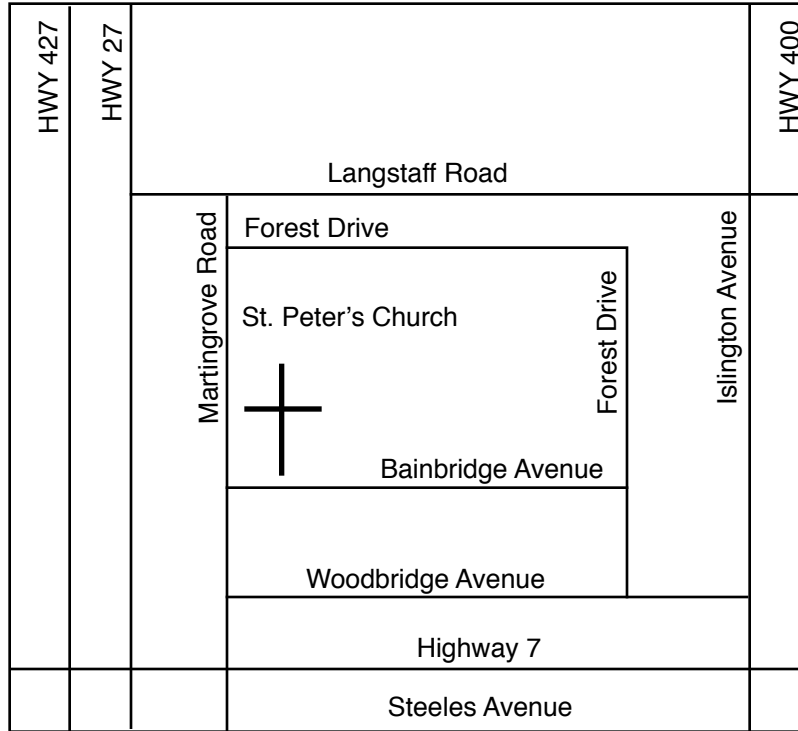 HWY 427
HWY 27
HWY 400
Langstaff Road
Martingrove Road
Forest Drive
Islington Avenue
St. Peter’s Church
Forest Drive
Bainbridge Avenue
Woodbridge Avenue
Highway 7
Steeles Avenue